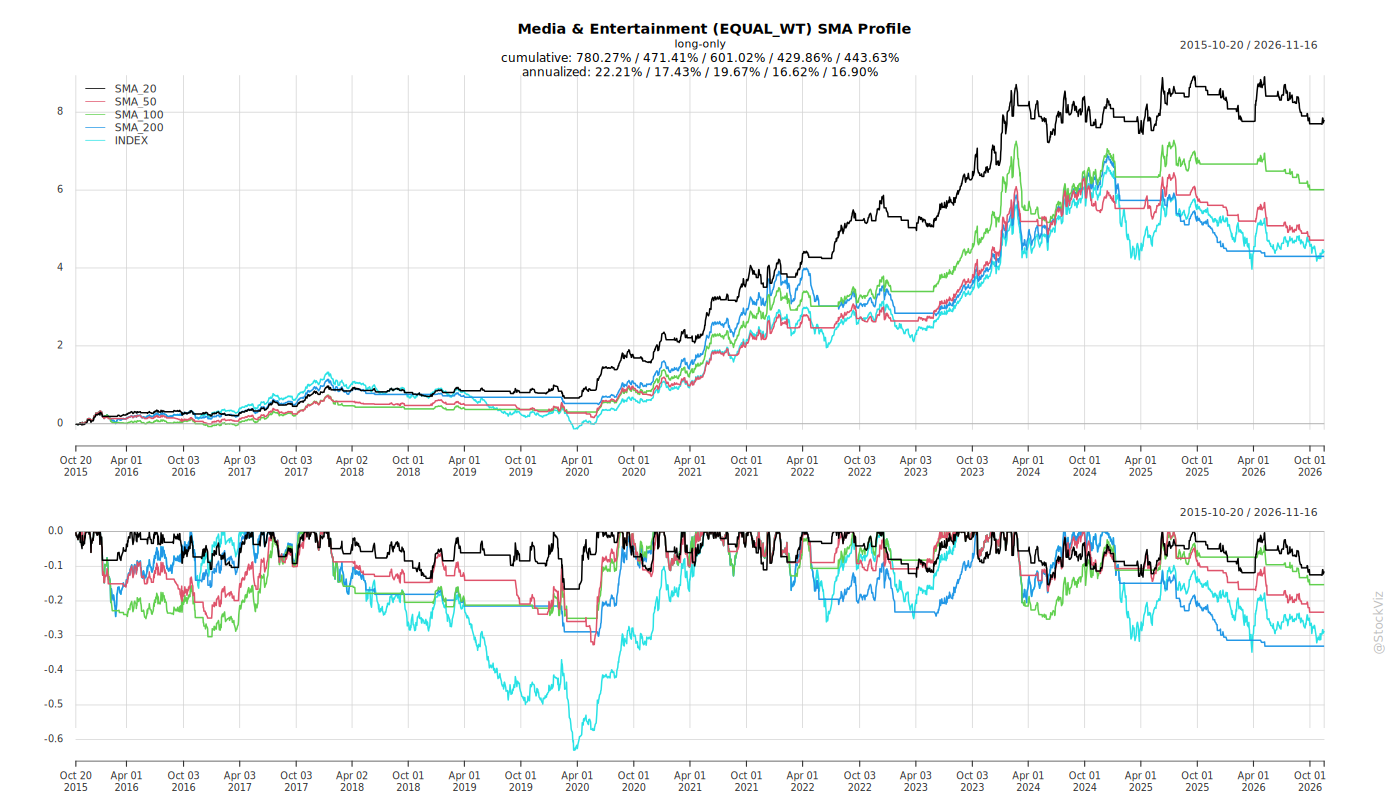 Media & Entertainment (EQUAL_WT) SMA Profile
long-only
cumulative: 780.27% / 471.41% / 601.02% / 429.86% / 443.63%
annualized: 22.21% / 17.43% / 19.67% / 16.62% / 16.90%
2015-10-20 / 2026-11-16
SMA_20
SMA_50
SMA_100
SMA_200
INDEX
8
6
4
2
0
Oct 20 Apr 01 Oct 03 Apr 03 Oct 03 Apr 02 Oct 01 Apr 01 Oct 01 Apr 01 Oct 01 Apr 01 Oct 01 Apr 01 Oct 03 Apr 03 Oct 03 Apr 01 Oct 01 Apr 01 Oct 01 Apr 01 Oct 01
2015 2016 2016 2017 2017 2018 2018 2019 2019 2020 2020 2021 2021 2022 2022 2023 2023 2024 2024 2025 2025 2026 2026
2015-10-20 / 2026-11-16
0.0
-0.1
-0.2
-0.3
-0.4
-0.5
-0.6
Oct 20 Apr 01 Oct 03 Apr 03 Oct 03 Apr 02 Oct 01 Apr 01 Oct 01 Apr 01 Oct 01 Apr 01 Oct 01 Apr 01 Oct 03 Apr 03 Oct 03 Apr 01 Oct 01 Apr 01 Oct 01 Apr 01 Oct 01
2015 2016 2016 2017 2017 2018 2018 2019 2019 2020 2020 2021 2021 2022 2022 2023 2023 2024 2024 2025 2025 2026 2026
@StockViz